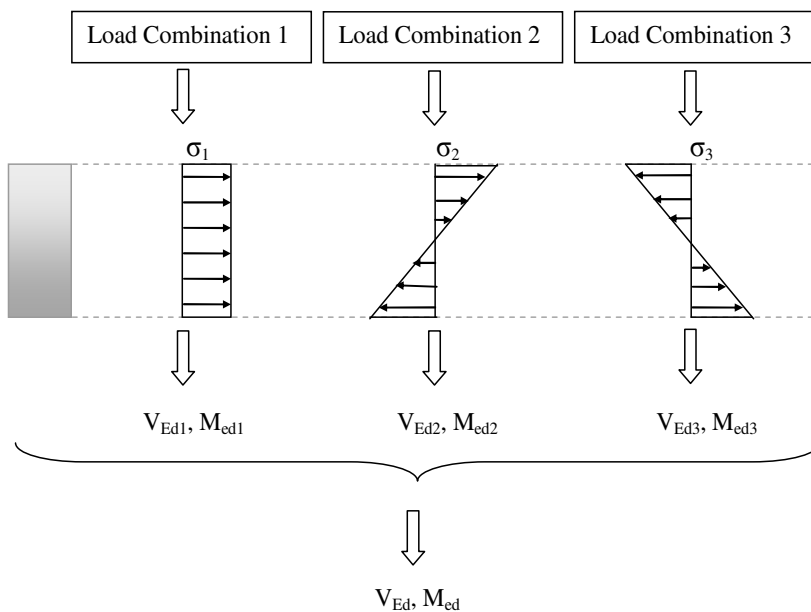 Load Combination 1
Load Combination 2
Load Combination 3
σ1
σ2
σ3
VEd1, Med1
VEd2, Med2
VEd3, Med3
VEd, Med